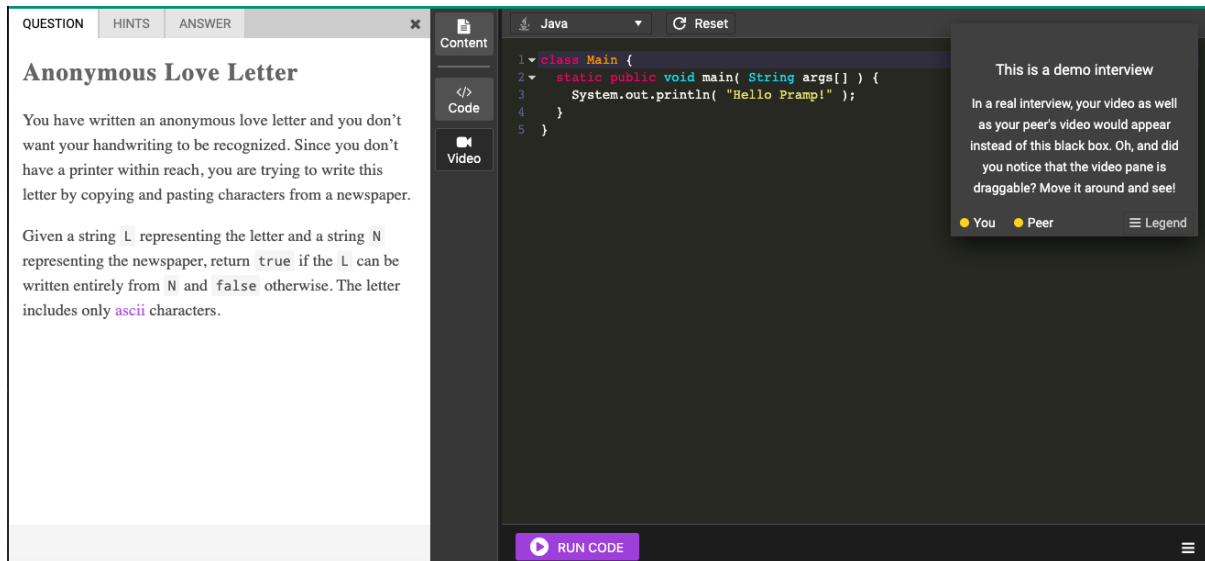 QUESTION
HINTS
ANSWER
Anonymous Love Letter
You have written an anonymous love letter and you don’t
want your handwriting to be recognized. Since you don’t
have a printer within reach, you are trying to write this
letter by copying and pasting characters from a newspaper.
Given a string L representing the letter and a string N
representing the newspaper, return true if the L can be
written entirely from N and false otherwise. The letter
includes only ascii characters.
Content
</>
Code
Video
Java
Reset
1 class Main {
2 static public void main( String args[] ) {
3 System.out.println( "Hello Pramp!" );
4 }
5 }
This is a demo interview
In a real interview, your video as well
as your peer's video would appear
instead of this black box. Oh, and did
you notice that the video pane is
draggable? Move it around and see!
You
Peer
Legend
RUN CODE